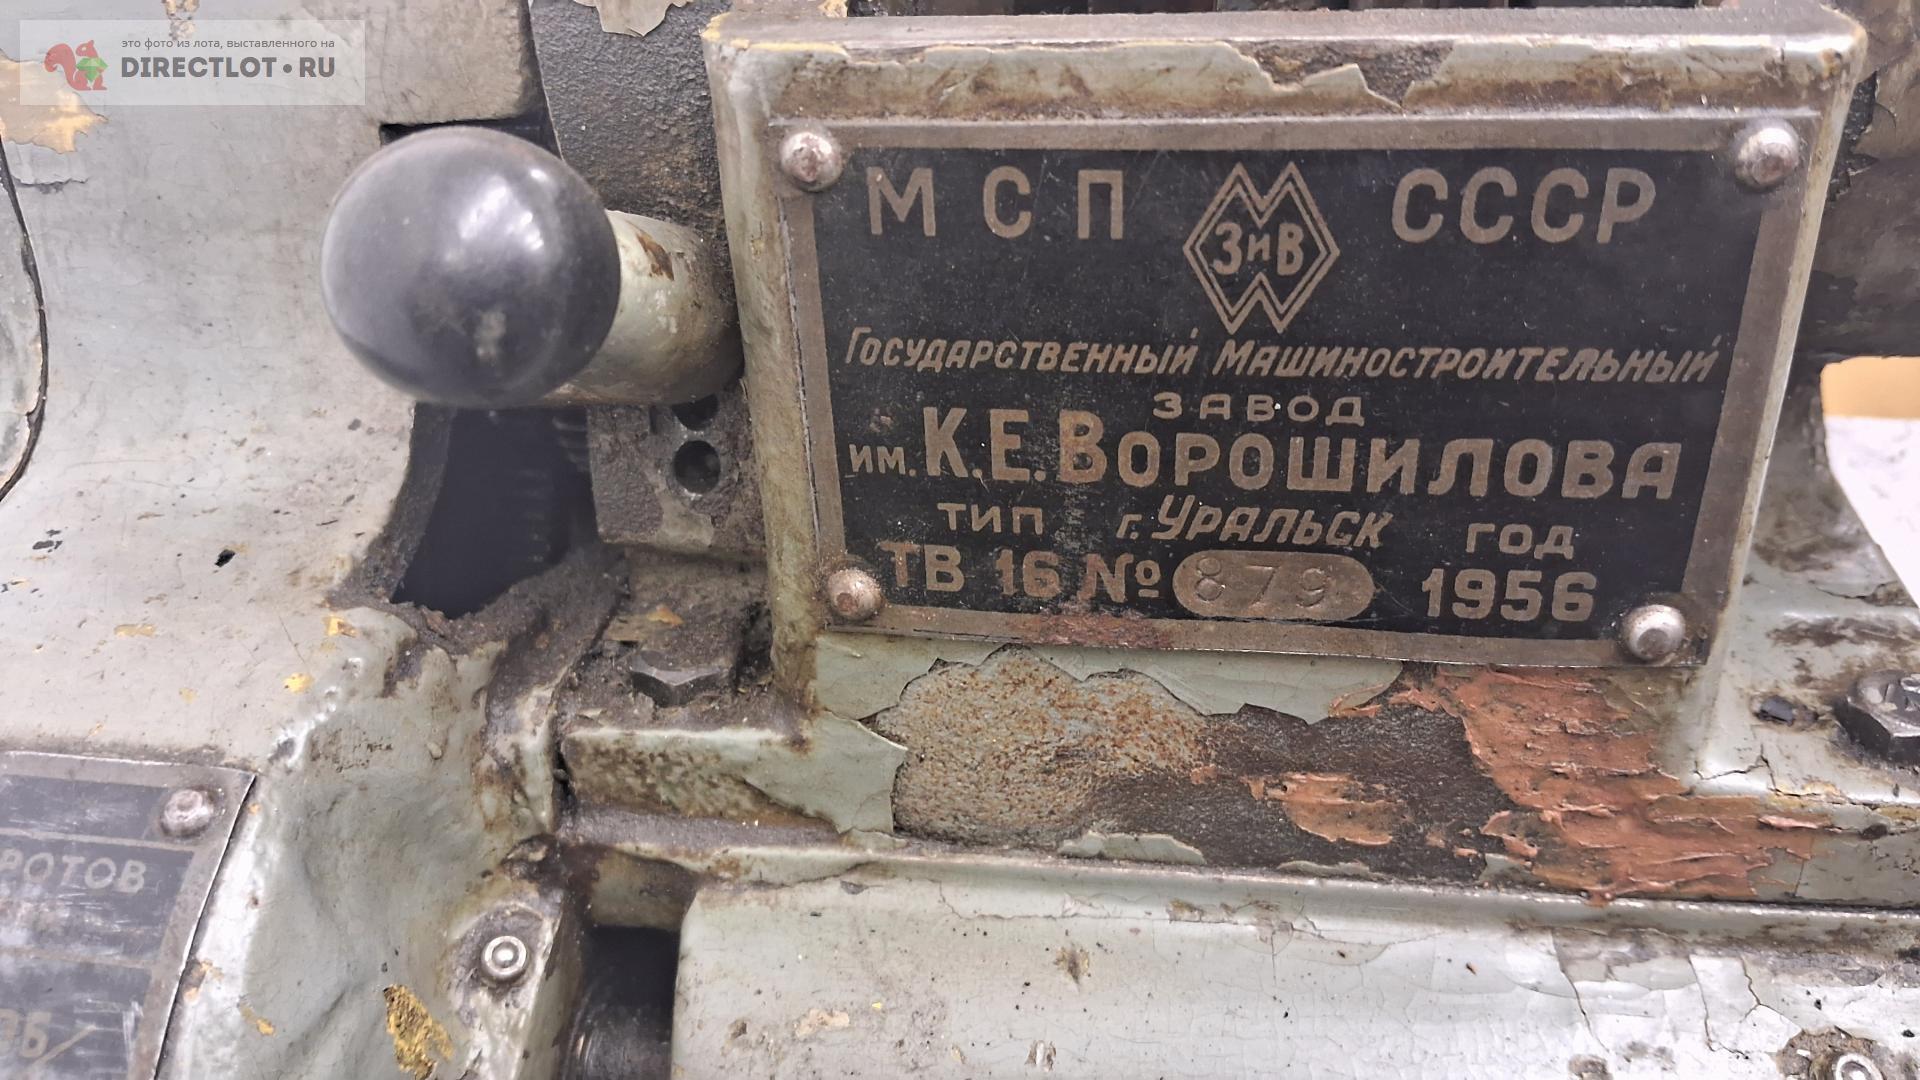 это фото из лота, выставленного на
DIRECTLOT•RU
МСП ЗиВ СССР
Государственный Машиностроительный
завод
им. К.Е.Ворошилова
тип г. Уральск год
ТВ 16 № 879 1956
РОТОВ